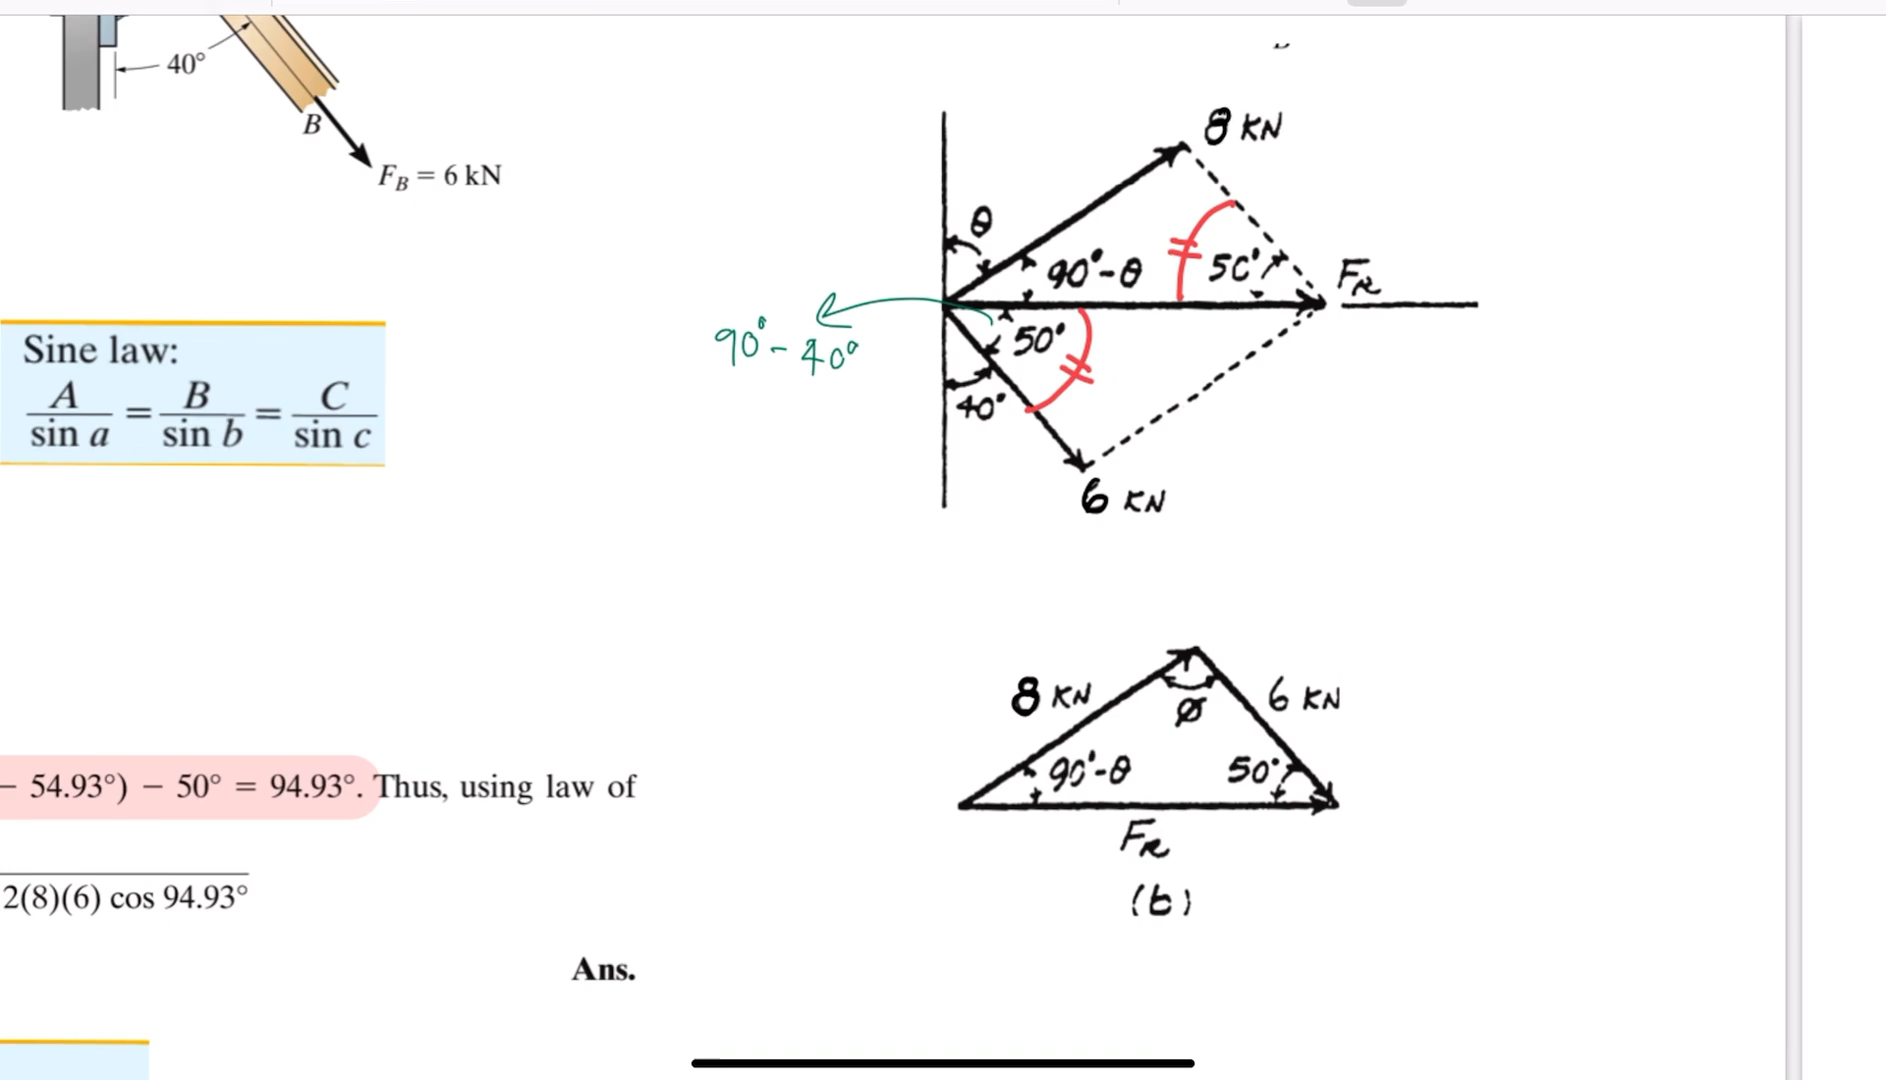 40°
B
F_B = 6 kN
8 KN
θ
90°-θ
50°
F_R
90° - 40°
50°
40°
6 KN
Sine law:
A/sin a = B/sin b = C/sin c
8 KN
6 KN
ø
90°-θ
50°
F_R
(b)
– 54.93°) – 50° = 94.93°. Thus, using law of
2(8)(6) cos 94.93°
Ans.